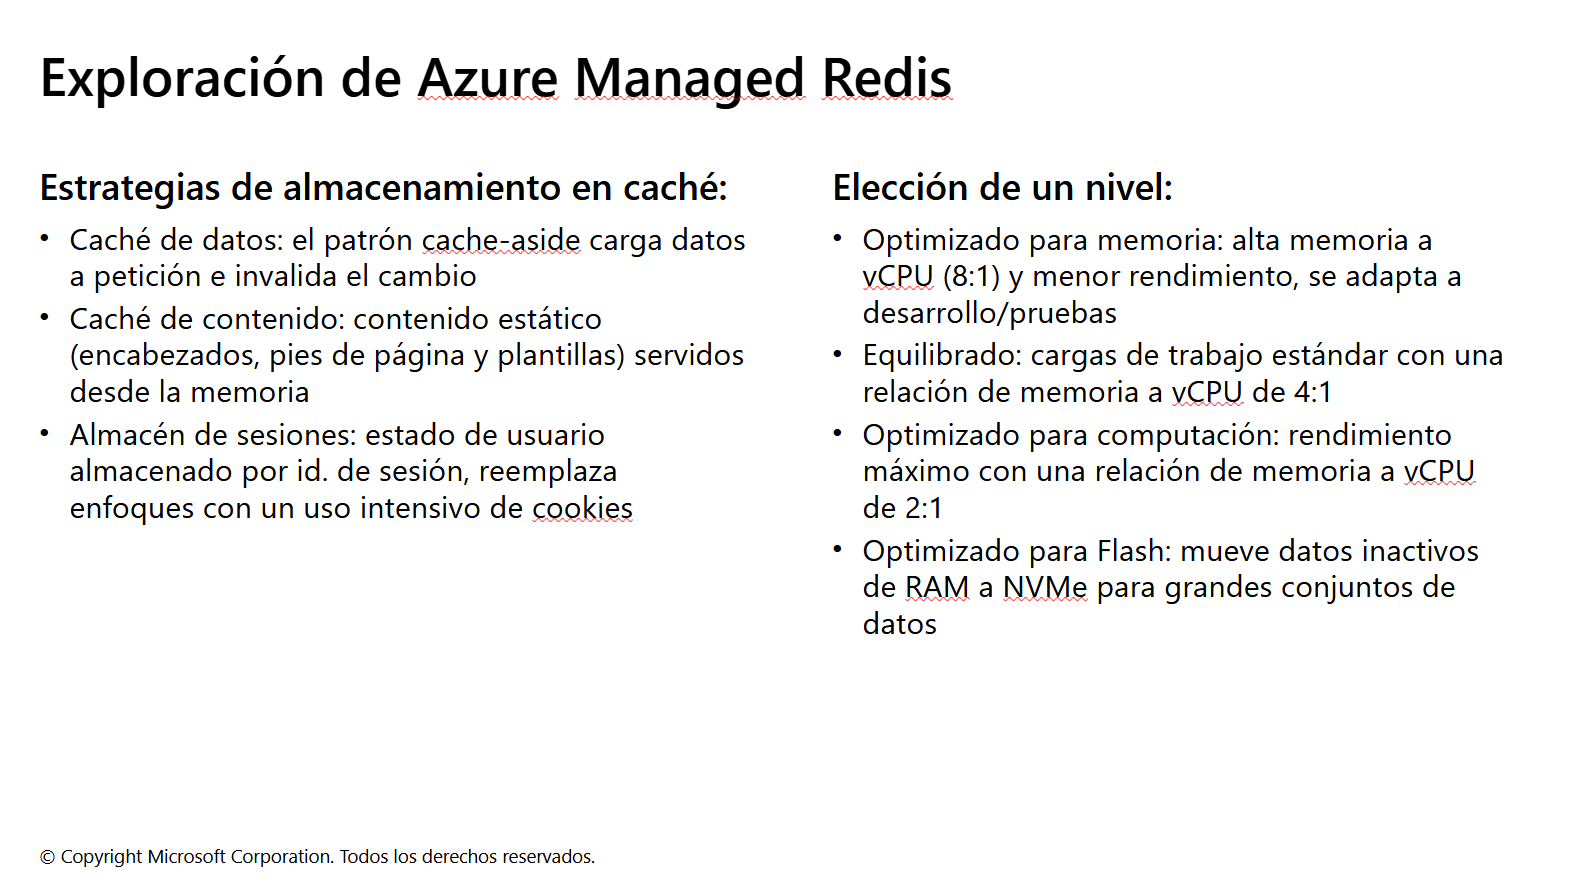 Exploración de Azure Managed Redis
Estrategias de almacenamiento en caché:
• Caché de datos: el patrón cache-aside carga datos
a petición e invalida el cambio
• Caché de contenido: contenido estático
(encabezados, pies de página y plantillas) servidos
desde la memoria
• Almacén de sesiones: estado de usuario
almacenado por id. de sesión, reemplaza
enfoques con un uso intensivo de cookies
Elección de un nivel:
• Optimizado para memoria: alta memoria a
vCPU (8:1) y menor rendimiento, se adapta a
desarrollo/pruebas
• Equilibrado: cargas de trabajo estándar con una
relación de memoria a vCPU de 4:1
• Optimizado para computación: rendimiento
máximo con una relación de memoria a vCPU
de 2:1
• Optimizado para Flash: mueve datos inactivos
de RAM a NVMe para grandes conjuntos de
datos
© Copyright Microsoft Corporation. Todos los derechos reservados.